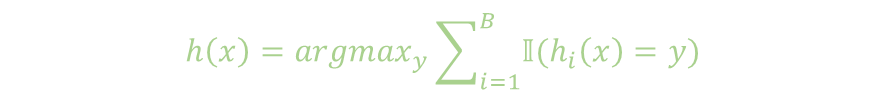 h(x) = argmax_y ∑_{i=1}^{B} 𝕀(h_i(x) = y)